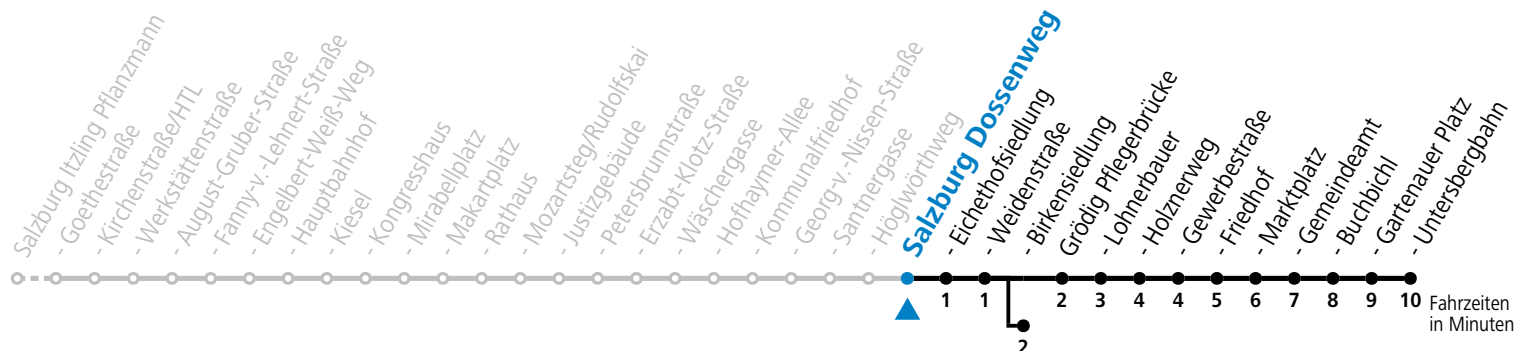 Salzburg Itzling Pflanzmann
- Goethestraße
- Kirchenstraße/HTL
- Werkstättenstraße
- August-Gruber-Straße
- Fanny-v.-Lehnert-Straße
- Engelbert-Weiß-Weg
- Hauptbahnhof
- Kiesel
- Kongresshaus
- Mirabellplatz
- Makartplatz
- Rathaus
- Mozartsteg/Rudolfskai
- Justizgebäude
- Petersbrunnstraße
- Erzabt-Klotz-Straße
- Wäschergasse
- Hofhaymer-Allee
- Kommunalfriedhof
- Georg-v.-Nissen-Straße
- Santnergasse
- Höglwörthweg
Salzburg Dossenweg
- Eichethofsiedlung
- Weidenstraße
- Birkensiedlung
Grödig Pflegerbrücke
- Lohnerbauer
- Holznerweg
- Gewerbestraße
- Friedhof
- Marktplatz
- Gemeindeamt
- Buchbichl
- Gartenauer Platz
- Untersbergbahn
1 1 2 3 4 4 5 6 7 8 9 10 Fahrzeiten
in Minuten
2